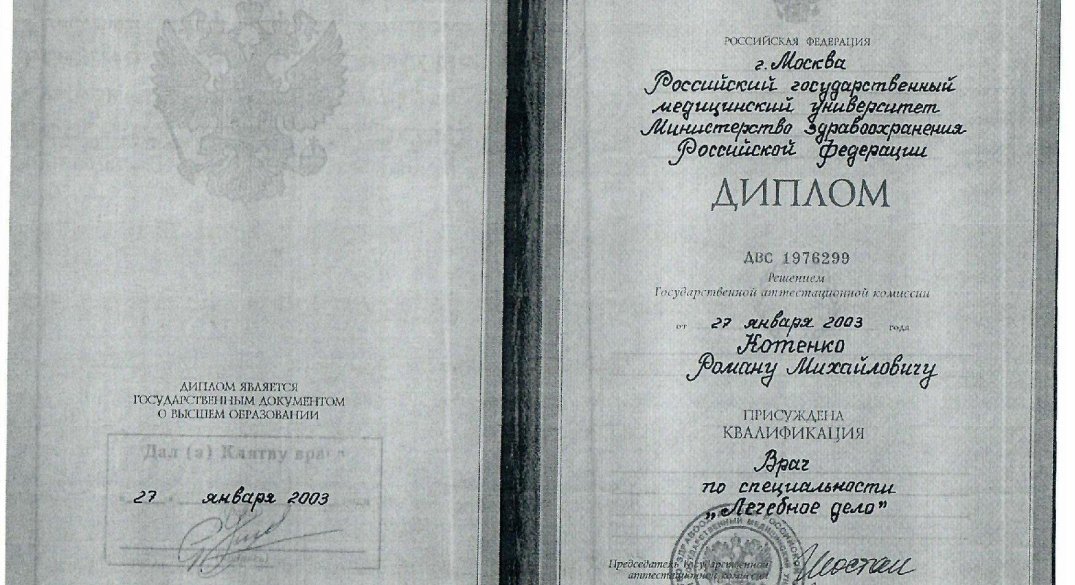 ДИПЛОМ ЯВЛЯЕТСЯ
ГОСУДАРСТВЕННЫМ ДОКУМЕНТОМ
О ВЫСШЕМ ОБРАЗОВАНИИ
Дал (а) Клятву врача
27 января 2003
РОССИЙСКАЯ ФЕДЕРАЦИЯ
г. Москва
Российский государственный
медицинский университет
Министерство здравоохранения
Российской федерации
ДИПЛОМ
ДВС 1976299
Решением
Государственной аттестационной комиссии
от 27 января 2003 года
Котенко
Роману Михайловичу
ПРИСУЖДЕНА
КВАЛИФИКАЦИЯ
Врач
по специальности
„Лечебное дело"
Председатель Государственной
аттестационной комиссии